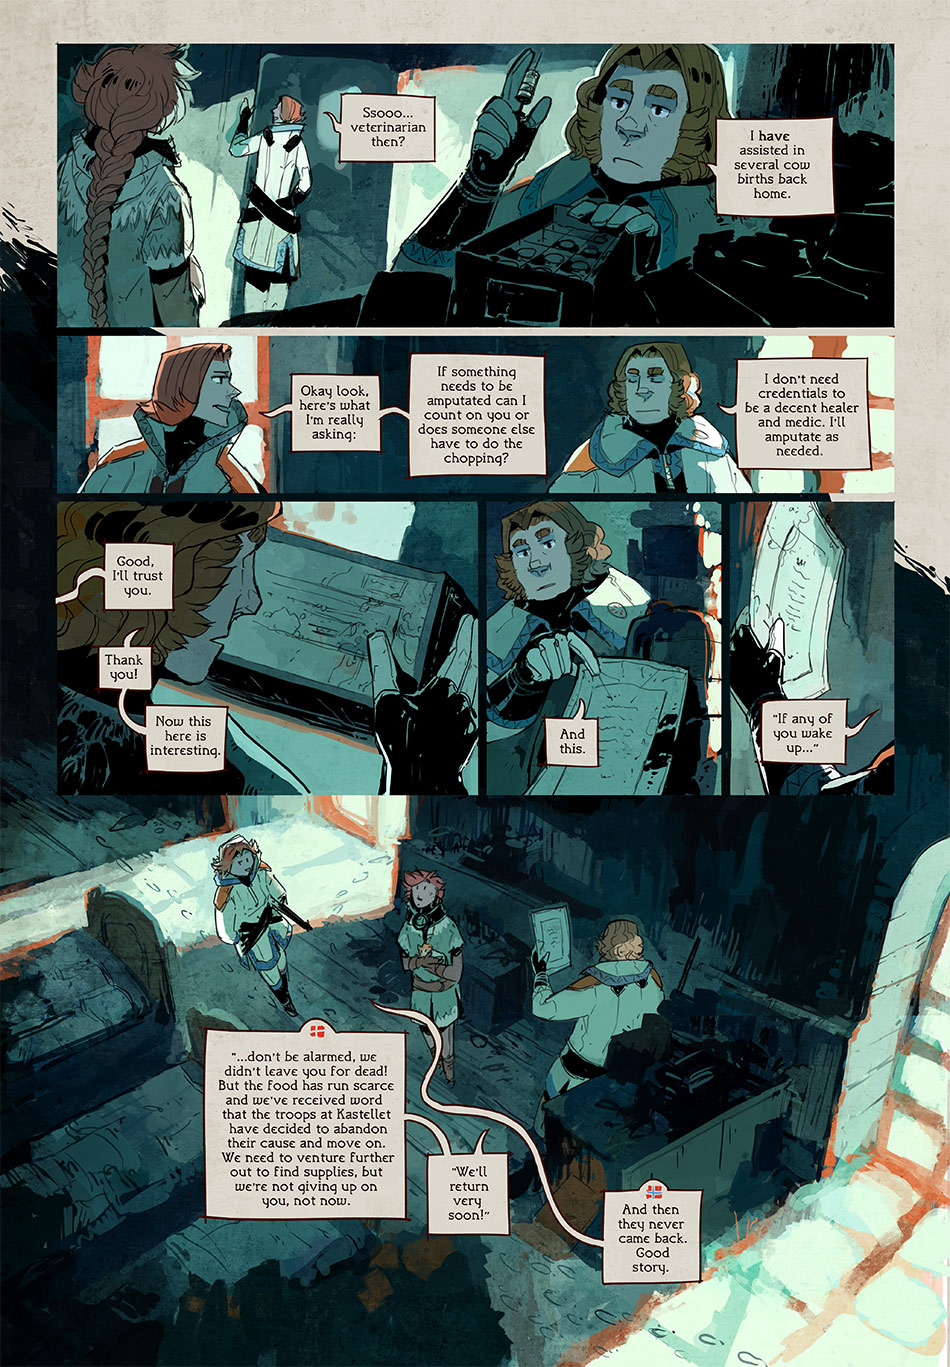 Ssooo...
veterinarian
then?
I have
assisted in
several cow
births back
home.
Okay look,
here's what
I'm really
asking:
If something
needs to be
amputated can I
count on you or
does someone else
have to do the
chopping?
I don't need
credentials to
be a decent healer
and medic. I'll
amputate as
needed.
Good,
I'll trust
you.
Thank
you!
Now this
here is
interesting.
And
this.
"If any of
you wake
up..."
"...don't be alarmed, we
didn't leave you for dead!
But the food has run scarce
and we've received word
that the troops at Kastellet
have decided to abandon
their cause and move on.
We need to venture further
out to find supplies, but
we're not giving up on
you, not now.
"We'll
return
very
soon!"
And then
they never
came back.
Good
story.